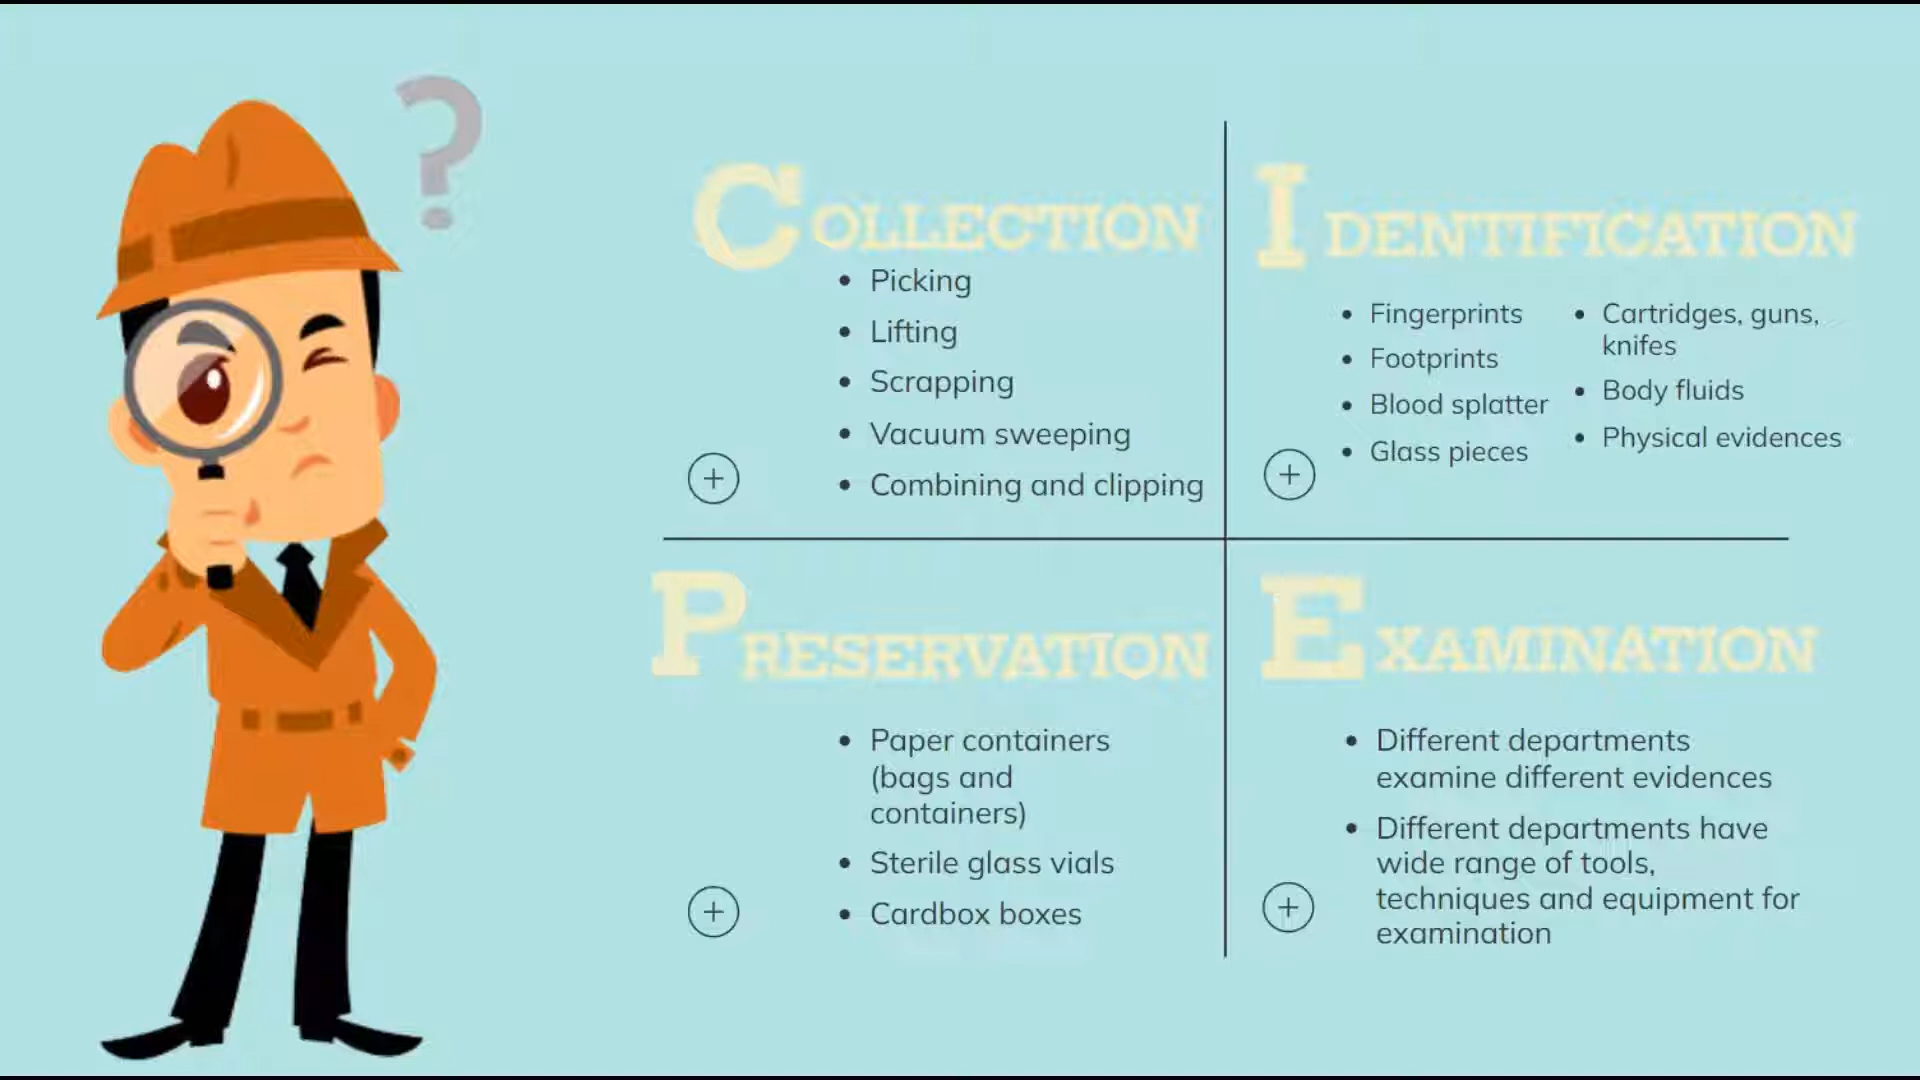 ?
COLLECTION
Picking
Lifting
Scrapping
Vacuum sweeping
Combining and clipping
IDENTIFICATION
Fingerprints
Footprints
Blood splatter
Glass pieces
Cartridges, guns,
knifes
Body fluids
Physical evidences
PRESERVATION
Paper containers
(bags and
containers)
Sterile glass vials
Cardbox boxes
EXAMINATION
Different departments
examine different evidences
Different departments have
wide range of tools,
techniques and equipment for
examination